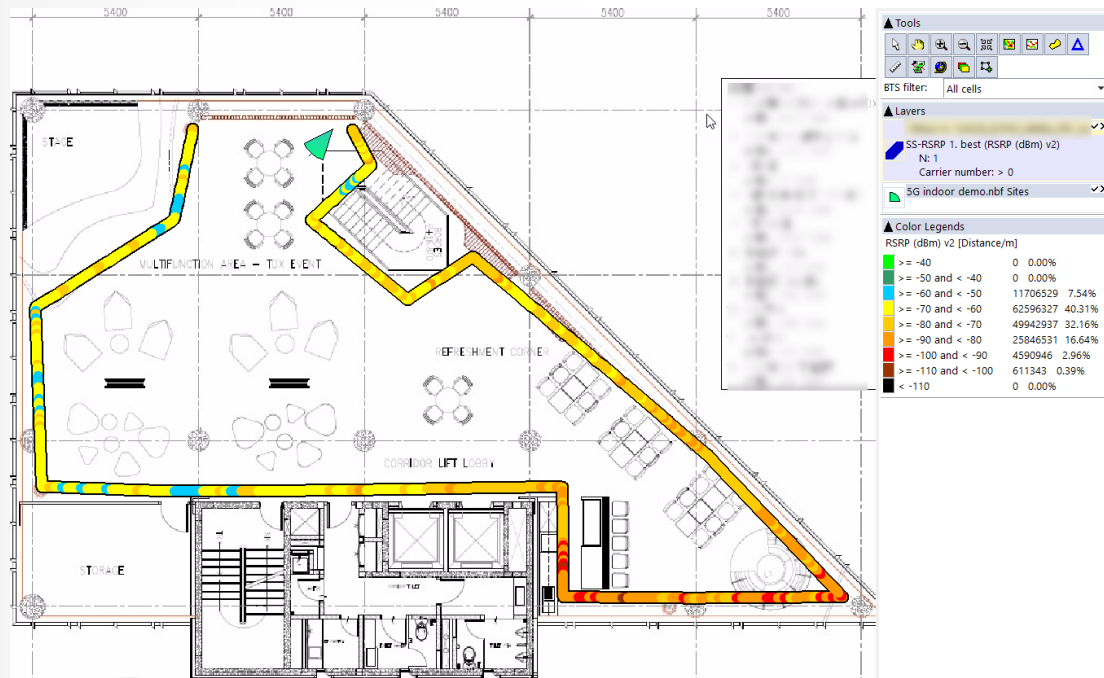 5400 5400 5400 5400 5400
STAGE
MULTIFUNCTION AREA – TDX EVENT
REFRESHMENT CORNER
CORRIDOR LIFT LOBBY
STORAGE
Tools
BTS filter: All cells
Layers
SS-RSRP 1. best (RSRP (dBm) v2)
N: 1
Carrier number: > 0
5G indoor demo.nbf Sites
Color Legends
RSRP (dBm) v2 [Distance/m]
>= -40 0 0.00%
>= -50 and < -40 0 0.00%
>= -60 and < -50 11706529 7.54%
>= -70 and < -60 62596327 40.31%
>= -80 and < -70 49942937 32.16%
>= -90 and < -80 25846531 16.64%
>= -100 and < -90 4590946 2.96%
>= -110 and < -100 611343 0.39%
< -110 0 0.00%